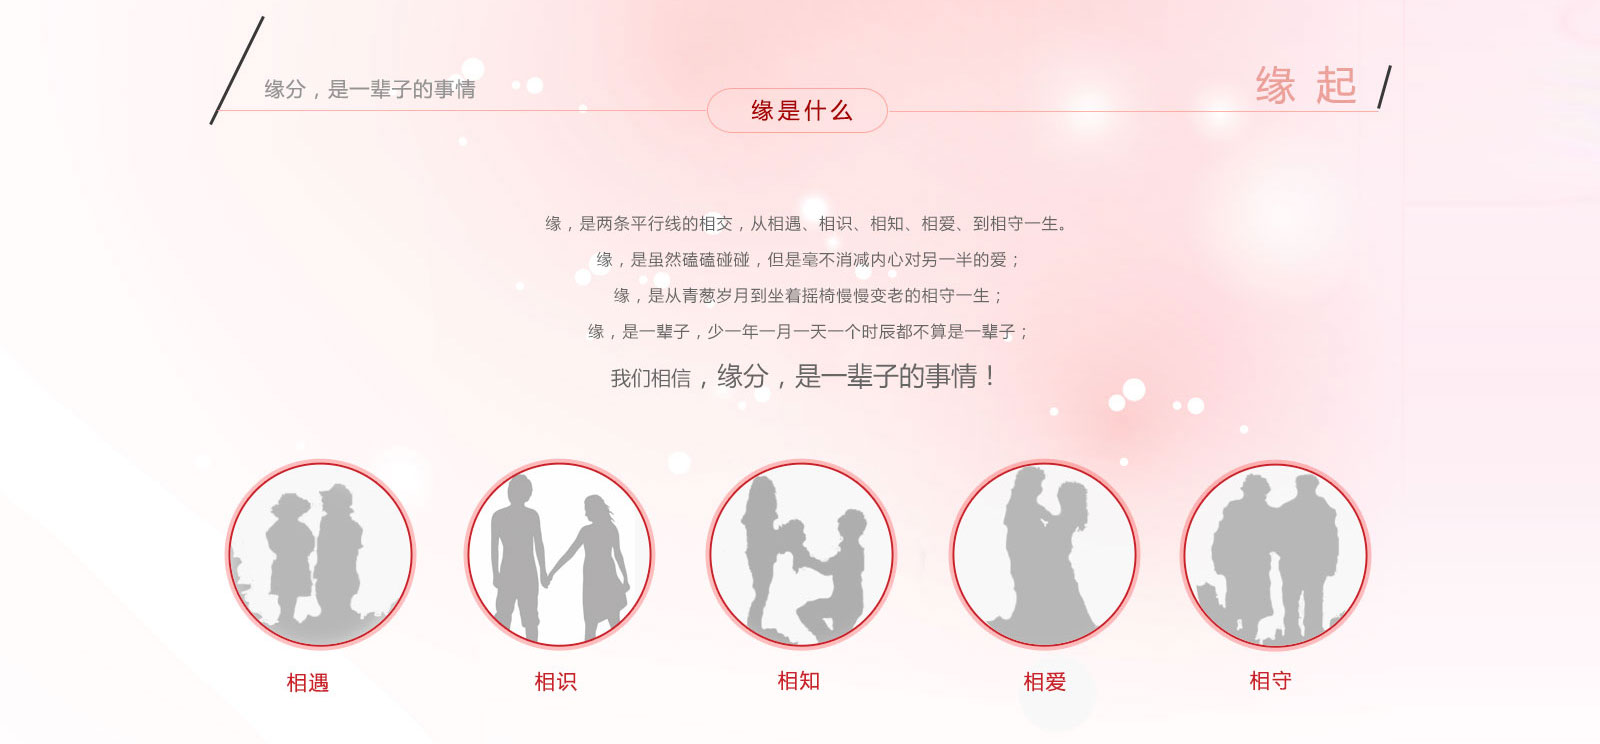 缘分，是一辈子的事情
缘是什么
缘 起
缘，是两条平行线的相交，从相遇、相识、相知、相爱、到相守一生。
缘，是虽然磕磕碰碰，但是毫不消减内心对另一半的爱；
缘，是从青葱岁月到坐着摇椅慢慢变老的相守一生；
缘，是一辈子，少一年一月一天一个时辰都不算是一辈子；
我们相信，缘分，是一辈子的事情！
相遇
相识
相知
相爱
相守